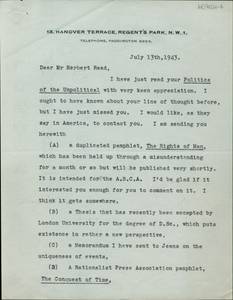 13, HANOVER TERRACE, REGENT'S PARK, N.W.1.
TELEPHONE, PADDINGTON
July 13th, 1943.
Dear Mr Herbert Read,
I have just read your Politics
of the Unpolitical with very keen appreciation. I
ought to have known about your line of thought before,
but I have just missed you. I would like, as they
say in America, to contact you. I am sending you
herewith
(A) a duplicated pamphlet, The Rights of Man,
which has been held up through a misunderstanding
for a month or so but will be published very shortly.
It is intended for the A.B.C.A. I'd be glad if it
interested you enough for you to comment on it. I
think it gets somewhere.
(B) a Thesis that has recently been accepted by
London University for the degree of D.Sc., which puts
existence in rather a new perspective,
(C) a Memorandum I have sent to Jeans on the
uniqueness of events,
(D) A Rationalist Press Association pamphlet,
The Conquest of Time,